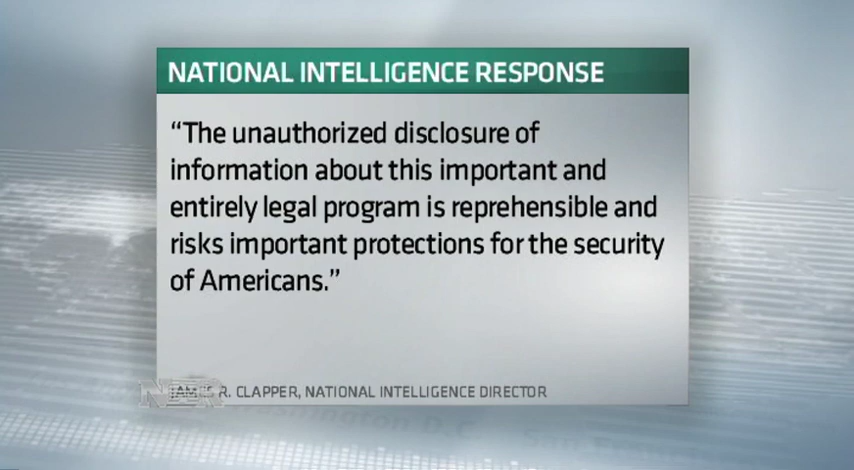 NATIONAL INTELLIGENCE RESPONSE
“The unauthorized disclosure of
information about this important and
entirely legal program is reprehensible and
risks important protections for the security
of Americans.”
R. CLAPPER, NATIONAL INTELLIGENCE DIRECTOR
Washington D.C.